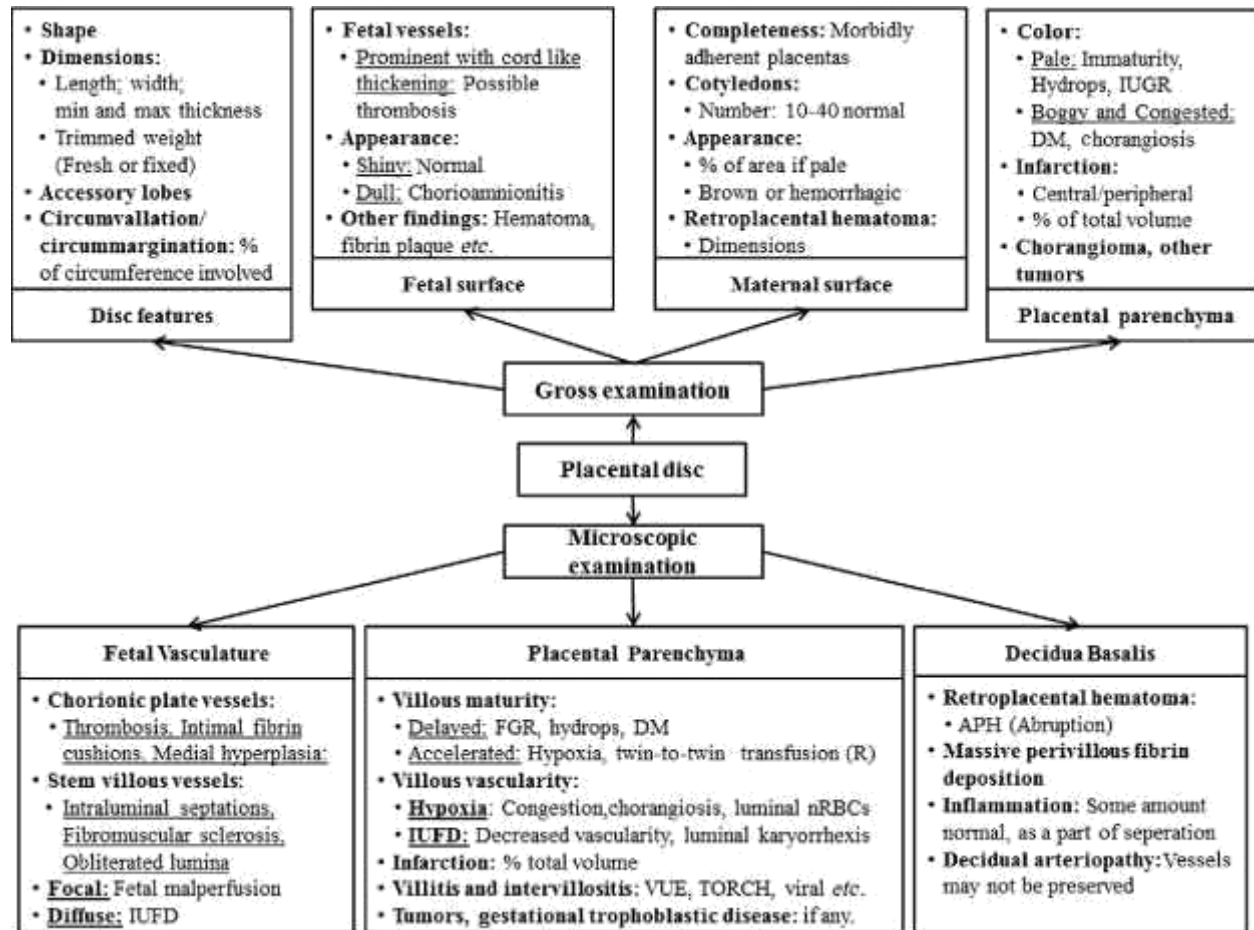 • Shape
• Dimensions:
• Length; width;
min and max thickness
• Trimmed weight
(Fresh or fixed)
• Accessory lobes
• Circumvallation/
circummargination: %
of circumference involved
Disc features
• Fetal vessels:
• Prominent with cord like
thickening: Possible
thrombosis
• Appearance:
• Shiny: Normal
• Dull: Chorioamnionitis
• Other findings: Hematoma,
fibrin plaque etc.
Fetal surface
• Completeness: Morbidly
adherent placentas
• Cotyledons:
• Number: 10-40 normal
• Appearance:
• % of area if pale
• Brown or hemorrhagic
• Retroplacental hematoma:
• Dimensions
Maternal surface
• Color:
• Pale: Immaturity,
Hydrops, IUGR
• Boggy and Congested:
DM, chorangiosis
• Infarction:
• Central/peripheral
• % of total volume
• Chorangioma, other
tumors
Placental parenchyma
Gross examination
Placental disc
Microscopic
examination
Fetal Vasculature
• Chorionic plate vessels:
• Thrombosis. Intimal fibrin
cushions. Medial hyperplasia:
• Stem villous vessels:
• Intraluminal septations,
Fibromuscular sclerosis,
Obliterated lumina
• Focal: Fetal malperfusion
• Diffuse: IUFD
Placental Parenchyma
• Villous maturity:
• Delayed: FGR, hydrops, DM
• Accelerated: Hypoxia, twin-to-twin transfusion (R)
• Villous vascularity:
• Hypoxia: Congestion,chorangiosis, luminal nRBCs
• IUFD: Decreased vascularity, luminal karyorrhexis
• Infarction: % total volume
• Villitis and intervillositis: VUE, TORCH, viral etc.
• Tumors, gestational trophoblastic disease: if any.
Decidua Basalis
• Retroplacental hematoma:
• APH (Abruption)
• Massive perivillous fibrin
deposition
• Inflammation: Some amount
normal, as a part of seperation
• Decidual arteriopathy:Vessels
may not be preserved